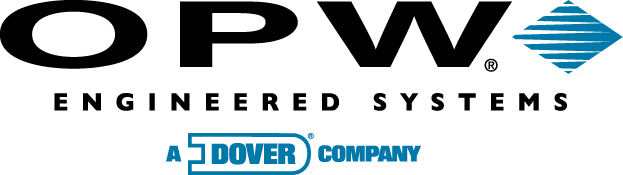 OPW®
ENGINEERED SYSTEMS
A DOVER® COMPANY